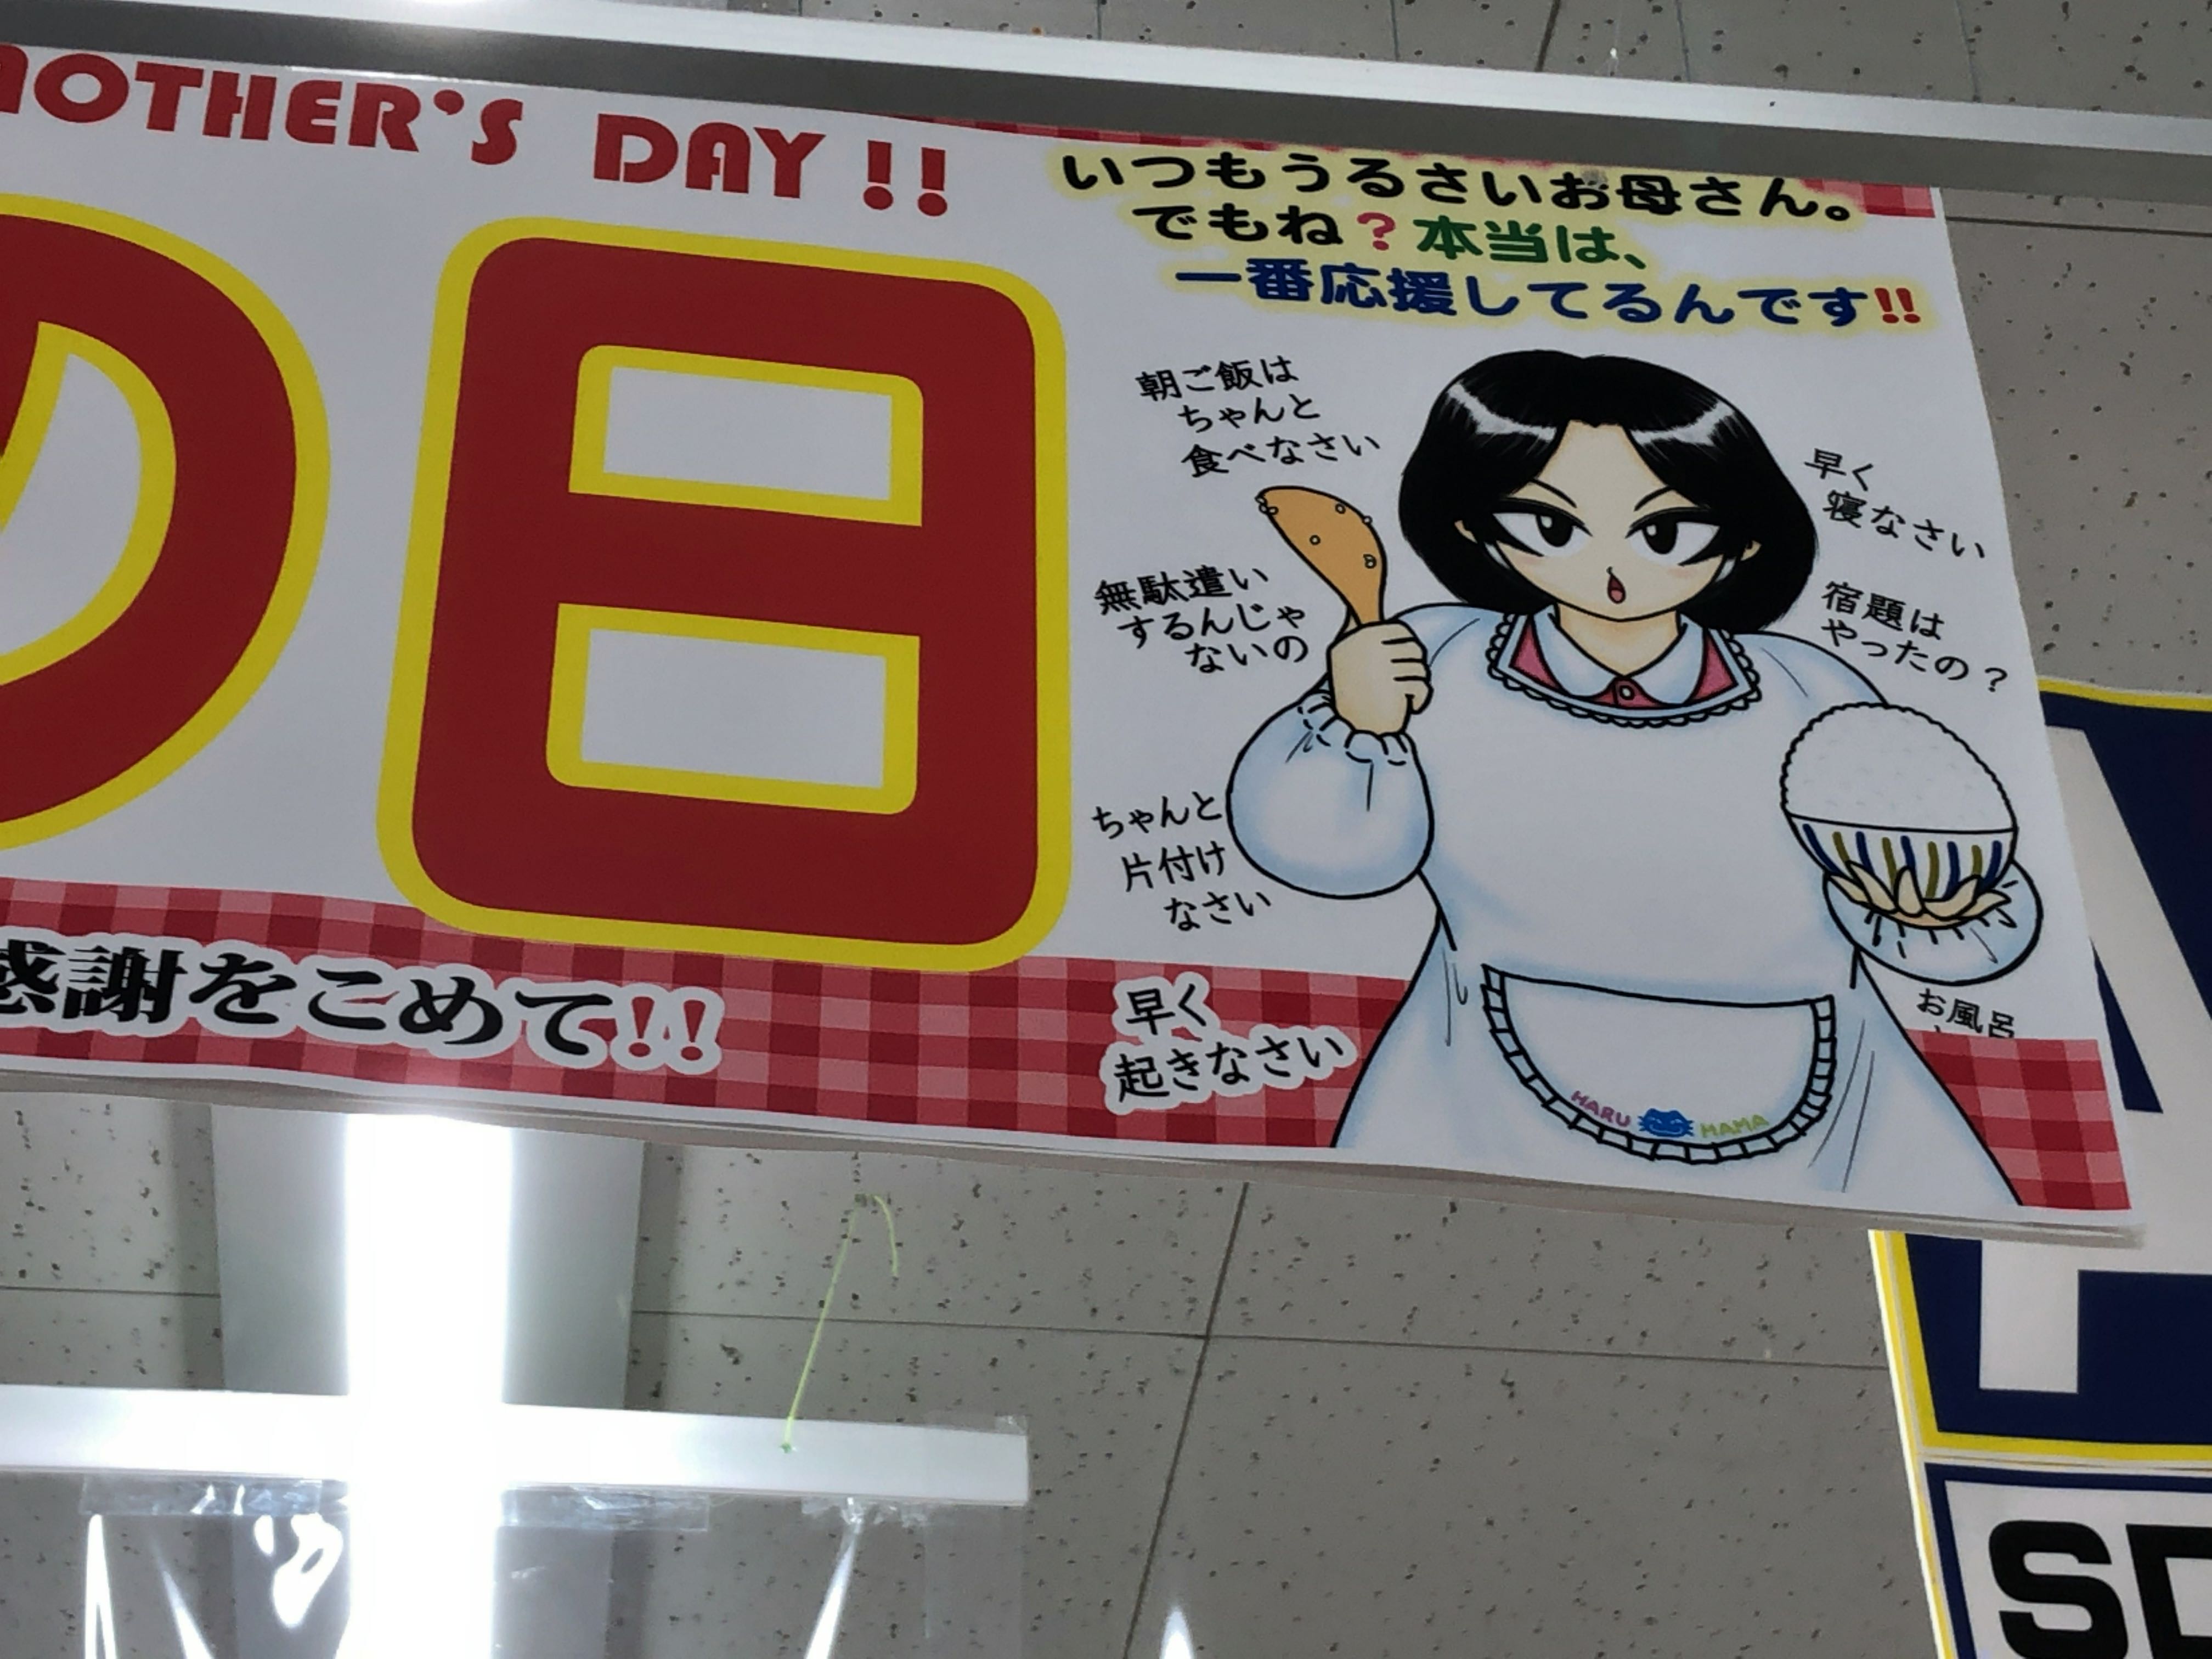 MOTHER'S DAY!!
の日
感謝をこめて!!
いつもうるさいお母さん。
でもね?本当は、
一番応援してるんです!!
朝ご飯は
ちゃんと
食べなさい
早く
寝なさい
無駄遣い
するんじゃ
ないの
宿題は
やったの?
ちゃんと
片付け
なさい
早く
起きなさい
お風呂
HARU MAMA